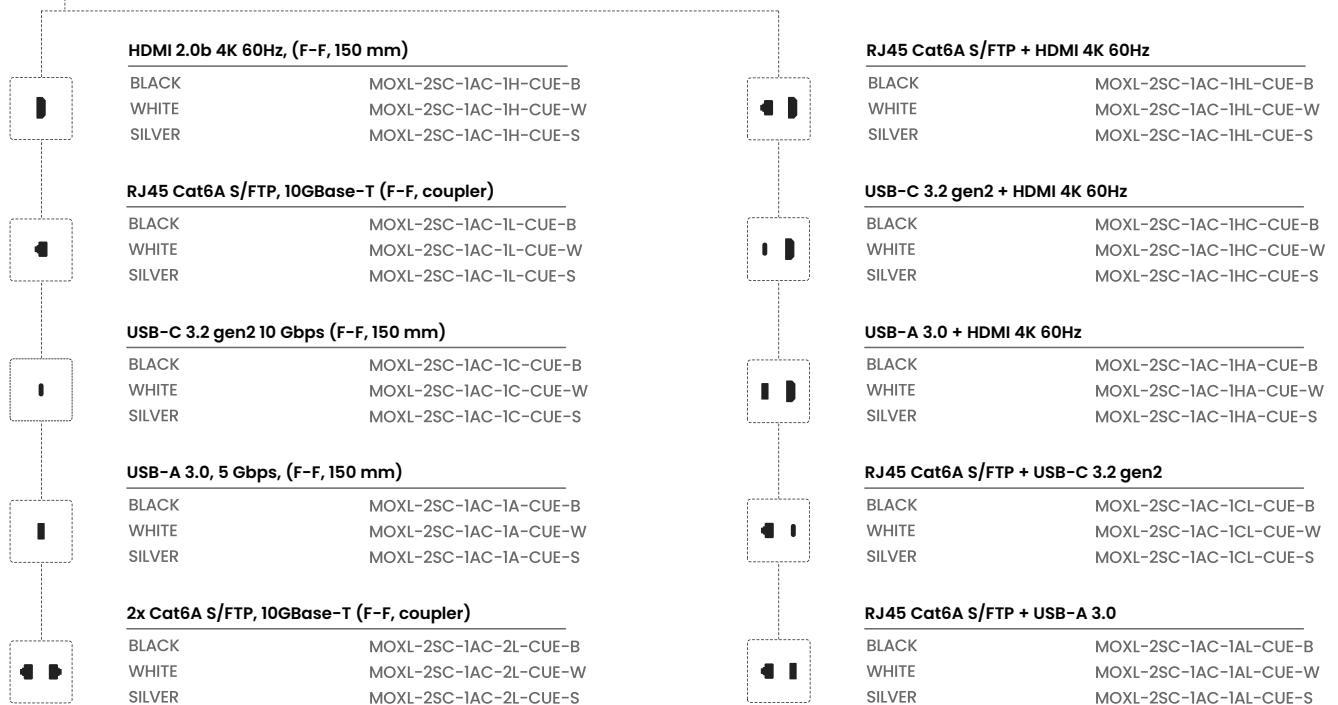 HDMI 2.0b 4K 60Hz, (F-F, 150 mm)
BLACK MOXL-2SC-1AC-1H-CUE-B
WHITE MOXL-2SC-1AC-1H-CUE-W
SILVER MOXL-2SC-1AC-1H-CUE-S
RJ45 Cat6A S/FTP, 10GBase-T (F-F, coupler)
BLACK MOXL-2SC-1AC-1L-CUE-B
WHITE MOXL-2SC-1AC-1L-CUE-W
SILVER MOXL-2SC-1AC-1L-CUE-S
USB-C 3.2 gen2 10 Gbps (F-F, 150 mm)
BLACK MOXL-2SC-1AC-1C-CUE-B
WHITE MOXL-2SC-1AC-1C-CUE-W
SILVER MOXL-2SC-1AC-1C-CUE-S
USB-A 3.0, 5 Gbps, (F-F, 150 mm)
BLACK MOXL-2SC-1AC-1A-CUE-B
WHITE MOXL-2SC-1AC-1A-CUE-W
SILVER MOXL-2SC-1AC-1A-CUE-S
2x Cat6A S/FTP, 10GBase-T (F-F, coupler)
BLACK MOXL-2SC-1AC-2L-CUE-B
WHITE MOXL-2SC-1AC-2L-CUE-W
SILVER MOXL-2SC-1AC-2L-CUE-S
RJ45 Cat6A S/FTP + HDMI 4K 60Hz
BLACK MOXL-2SC-1AC-1HL-CUE-B
WHITE MOXL-2SC-1AC-1HL-CUE-W
SILVER MOXL-2SC-1AC-1HL-CUE-S
USB-C 3.2 gen2 + HDMI 4K 60Hz
BLACK MOXL-2SC-1AC-1HC-CUE-B
WHITE MOXL-2SC-1AC-1HC-CUE-W
SILVER MOXL-2SC-1AC-1HC-CUE-S
USB-A 3.0 + HDMI 4K 60Hz
BLACK MOXL-2SC-1AC-1HA-CUE-B
WHITE MOXL-2SC-1AC-1HA-CUE-W
SILVER MOXL-2SC-1AC-1HA-CUE-S
RJ45 Cat6A S/FTP + USB-C 3.2 gen2
BLACK MOXL-2SC-1AC-1CL-CUE-B
WHITE MOXL-2SC-1AC-1CL-CUE-W
SILVER MOXL-2SC-1AC-1CL-CUE-S
RJ45 Cat6A S/FTP + USB-A 3.0
BLACK MOXL-2SC-1AC-1AL-CUE-B
WHITE MOXL-2SC-1AC-1AL-CUE-W
SILVER MOXL-2SC-1AC-1AL-CUE-S